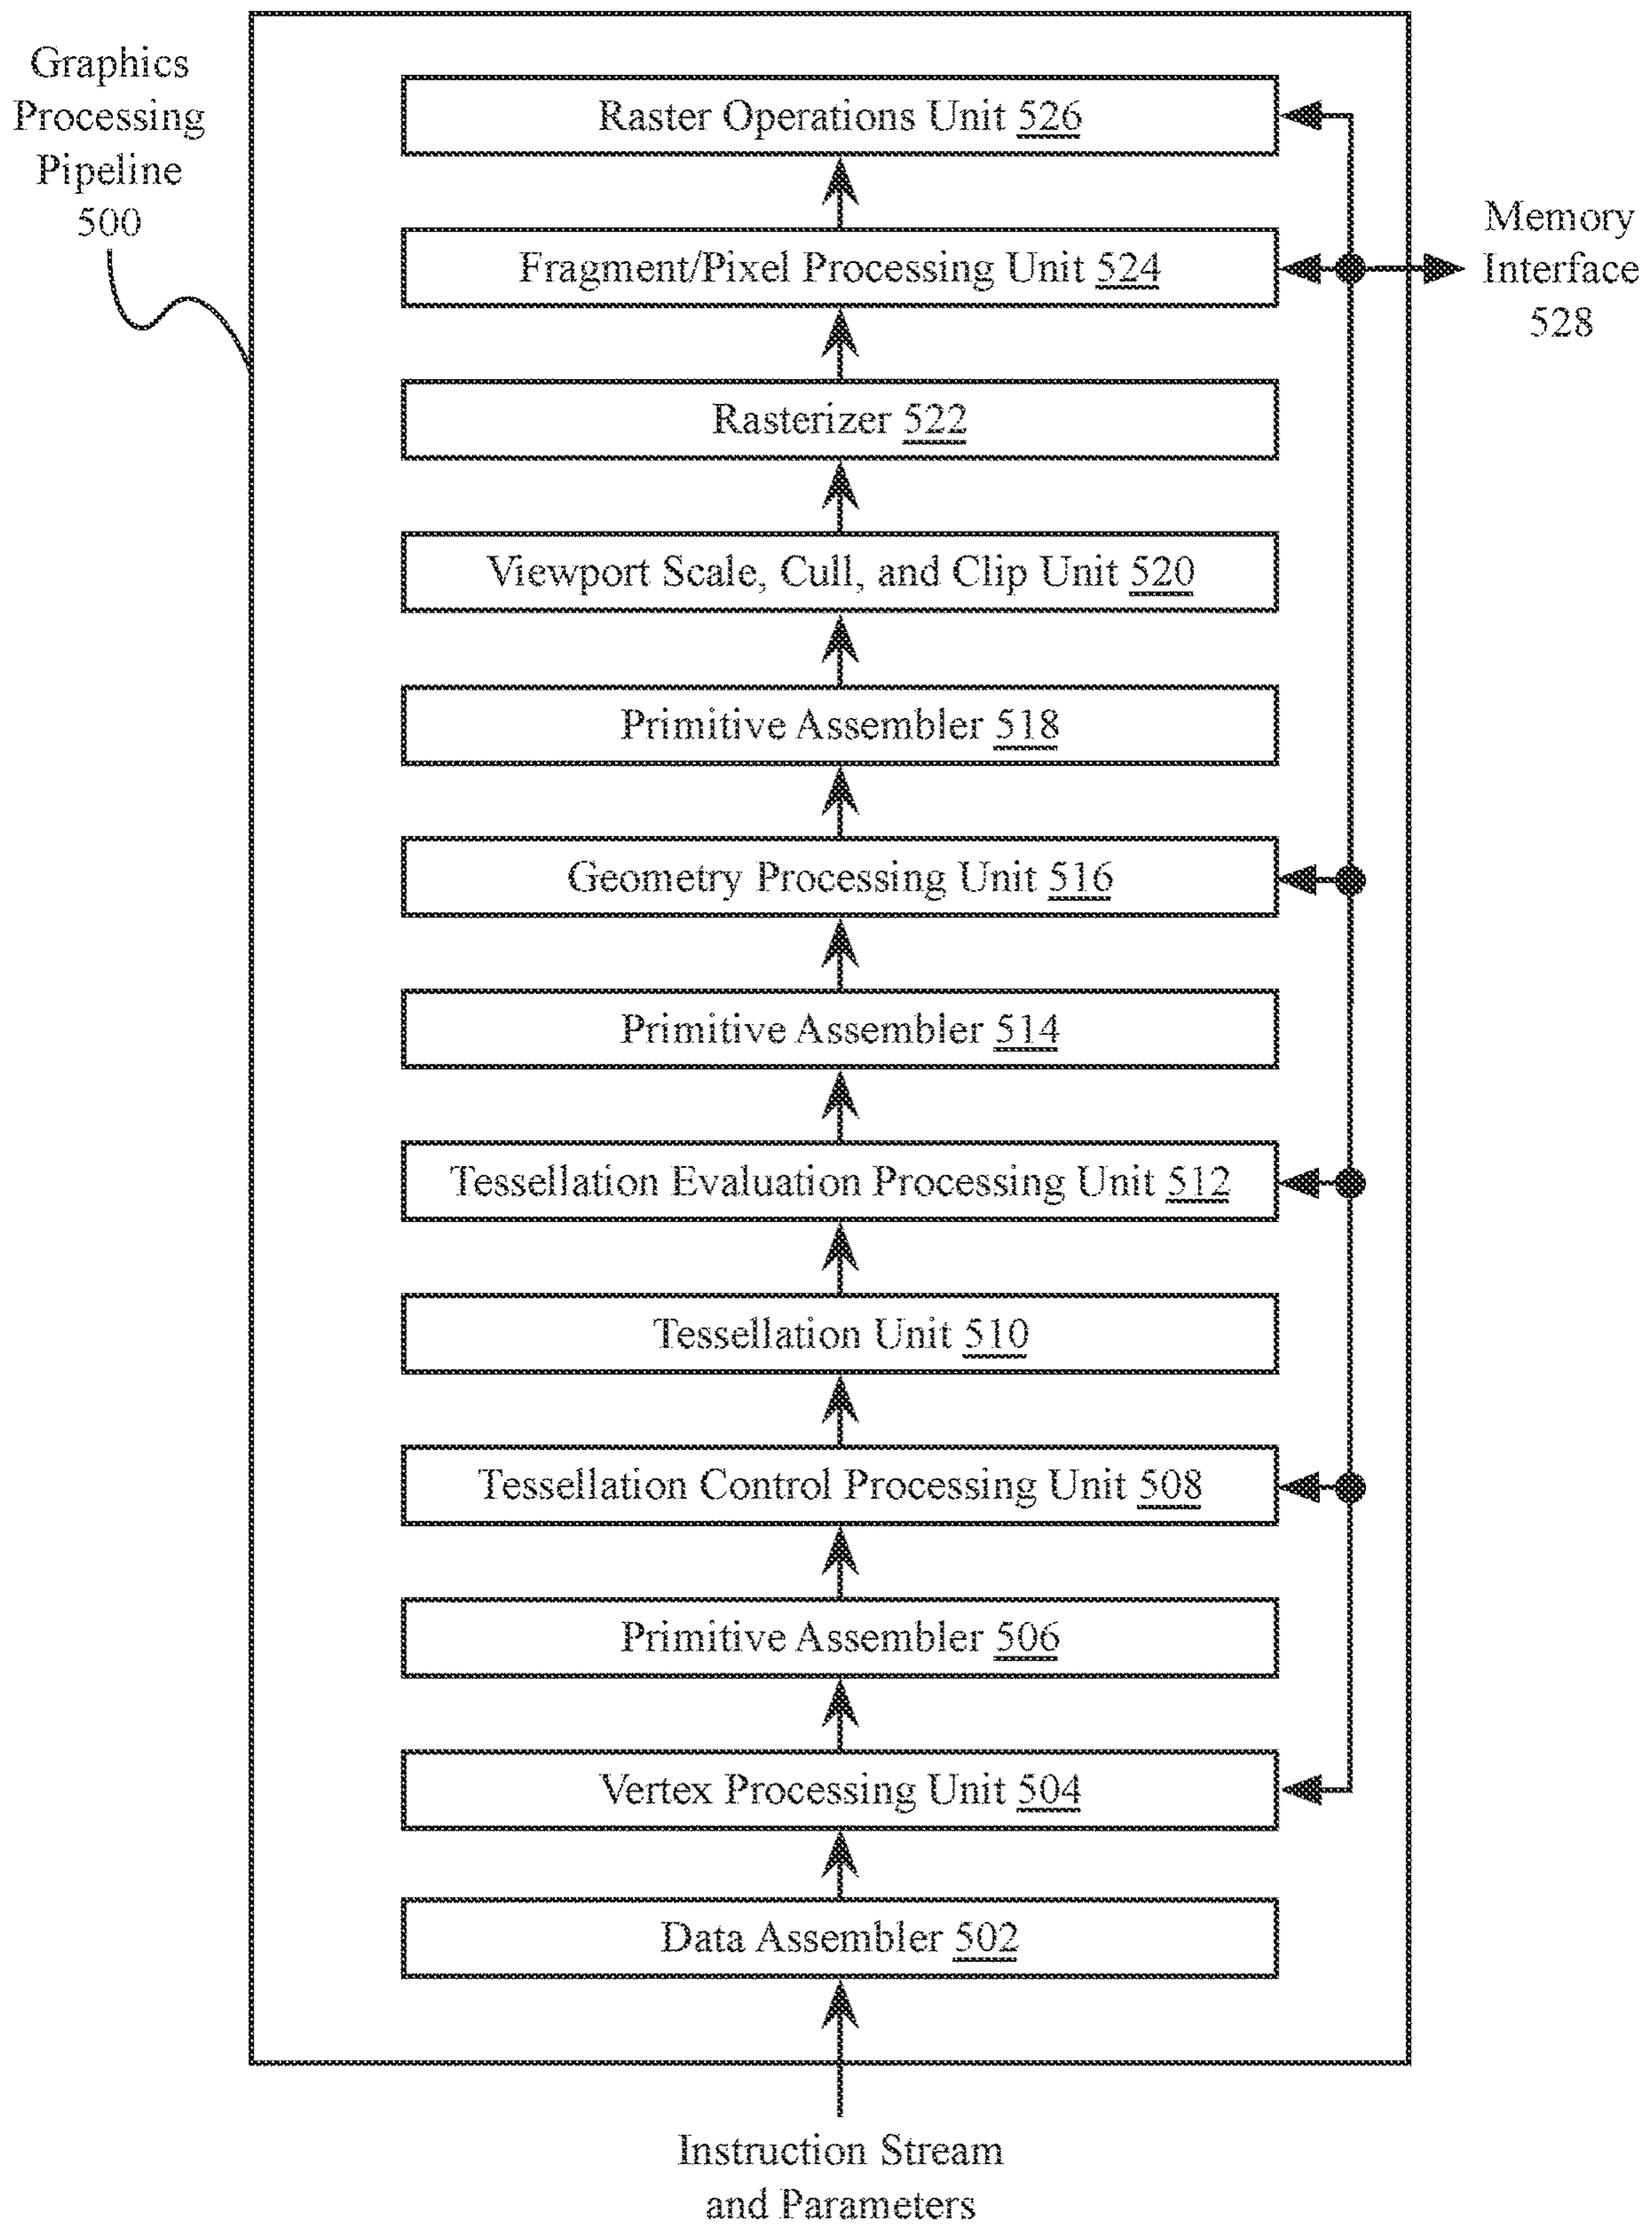 Graphics
Processing
Pipeline
500
Raster Operations Unit 526
Fragment/Pixel Processing Unit 524
Memory
Interface
528
Rasterizer 522
Viewport Scale, Cull, and Clip Unit 520
Primitive Assembler 518
Geometry Processing Unit 516
Primitive Assembler 514
Tessellation Evaluation Processing Unit 512
Tessellation Unit 510
Tessellation Control Processing Unit 508
Primitive Assembler 506
Vertex Processing Unit 504
Data Assembler 502
Instruction Stream
and Parameters